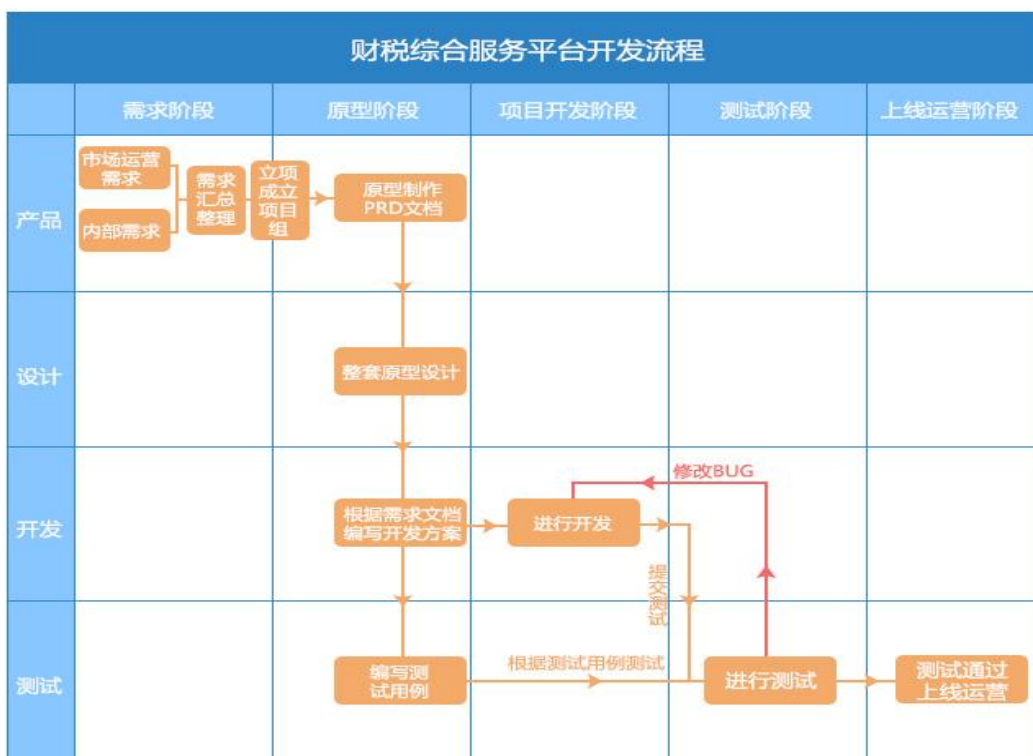 财税综合服务平台开发流程
需求阶段
原型阶段
项目开发阶段
测试阶段
上线运营阶段
产品
市场运营
需求
内部需求
需求
汇总
整理
立项
成立
项目
组
原型制作
PRD文档
设计
整套原型设计
开发
根据需求文档
编写开发方案
进行开发
修改BUG
提交测试
测试
编写测
试用例
根据测试用例测试
进行测试
测试通过
上线运营